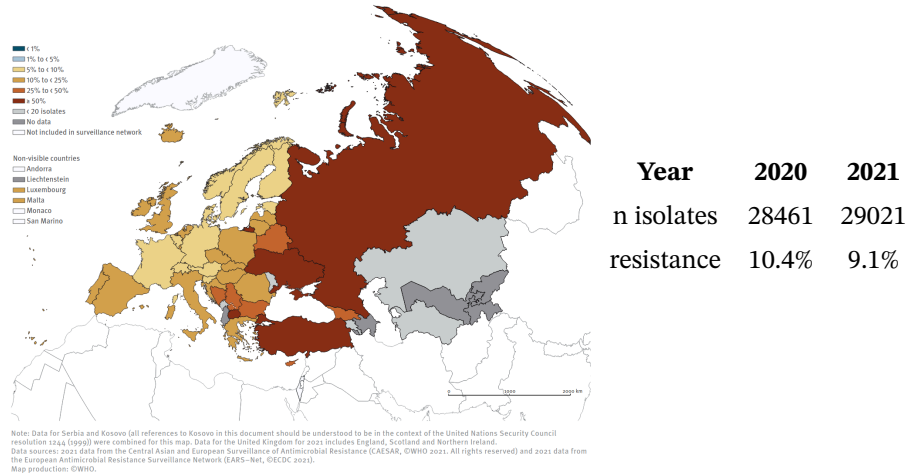 < 1%
1% to < 5%
5% to < 10%
10% to < 25%
25% to < 50%
≥ 50%
< 20 isolates
No data
Not included in surveillance network
Non-visible countries
Andorra
Liechtenstein
Luxembourg
Malta
Monaco
San Marino
0 1000 2000 km
Note: Data for Serbia and Kosovo (all references to Kosovo in this document should be understood to be in the context of the United Nations Security Council
resolution 1244 (1999)) were combined for this map. Data for the United Kingdom for 2021 includes England, Scotland and Northern Ireland.
Data sources: 2021 data from the Central Asian and European Surveillance of Antimicrobial Resistance (CAESAR, ©WHO 2021. All rights reserved) and 2021 data from
the European Antimicrobial Resistance Surveillance Network (EARS–Net, ©ECDC 2021).
Map production: ©WHO.
Year 2020 2021
n isolates 28461 29021
resistance 10.4% 9.1%